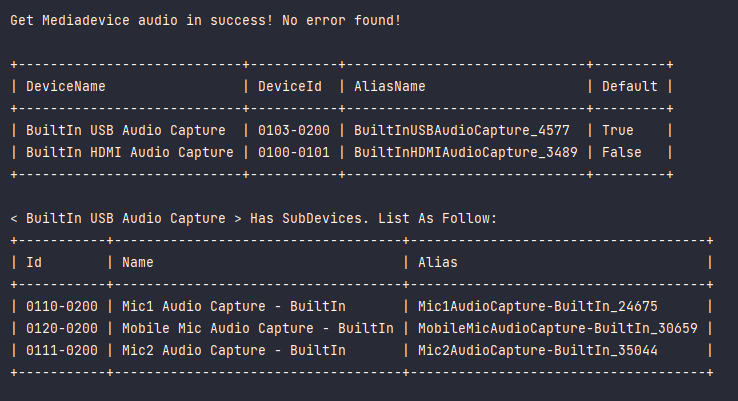 Get Mediadevice audio in success! No error found!

+----------------------------+-----------+------------------------------+---------+
| DeviceName                 | DeviceId  | AliasName                    | Default |
+----------------------------+-----------+------------------------------+---------+
| BuiltIn USB Audio Capture  | 0103-0200 | BuiltInUSBAudioCapture_4577  | True    |
| BuiltIn HDMI Audio Capture | 0100-0101 | BuiltInHDMIAudioCapture_3489 | False   |
+----------------------------+-----------+------------------------------+---------+

< BuiltIn USB Audio Capture > Has SubDevices. List As Follow:
+-----------+------------------------------------+-------------------------------------+
| Id        | Name                               | Alias                               |
+-----------+------------------------------------+-------------------------------------+
| 0110-0200 | Mic1 Audio Capture - BuiltIn       | Mic1AudioCapture-BuiltIn_24675      |
| 0120-0200 | Mobile Mic Audio Capture - BuiltIn | MobileMicAudioCapture-BuiltIn_30659 |
| 0111-0200 | Mic2 Audio Capture - BuiltIn       | Mic2AudioCapture-BuiltIn_35044      |
+-----------+------------------------------------+-------------------------------------+